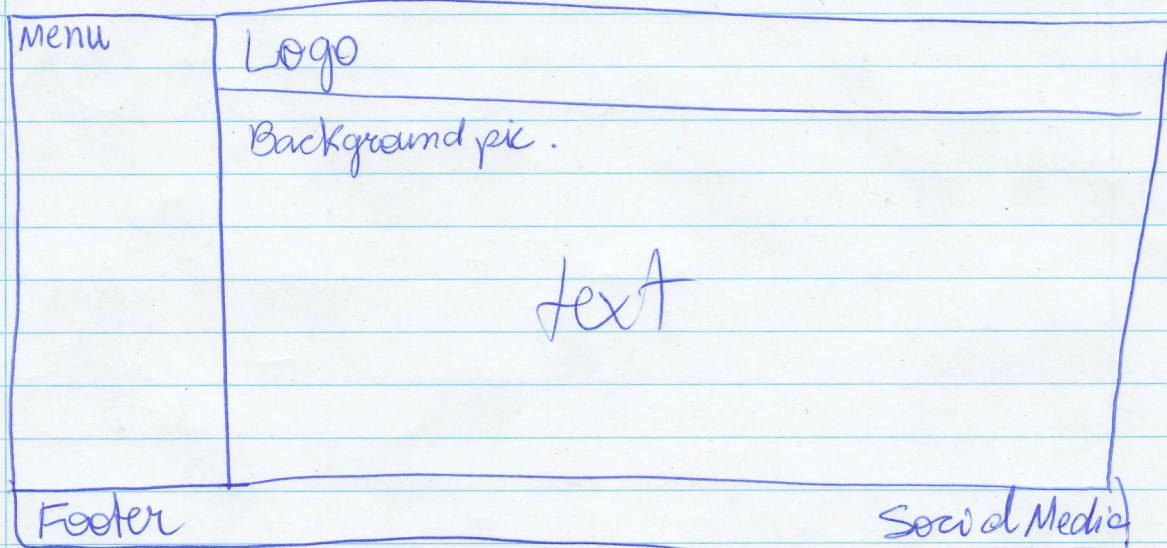 Menu
Logo
Background pic.
text
Footer
Social Media